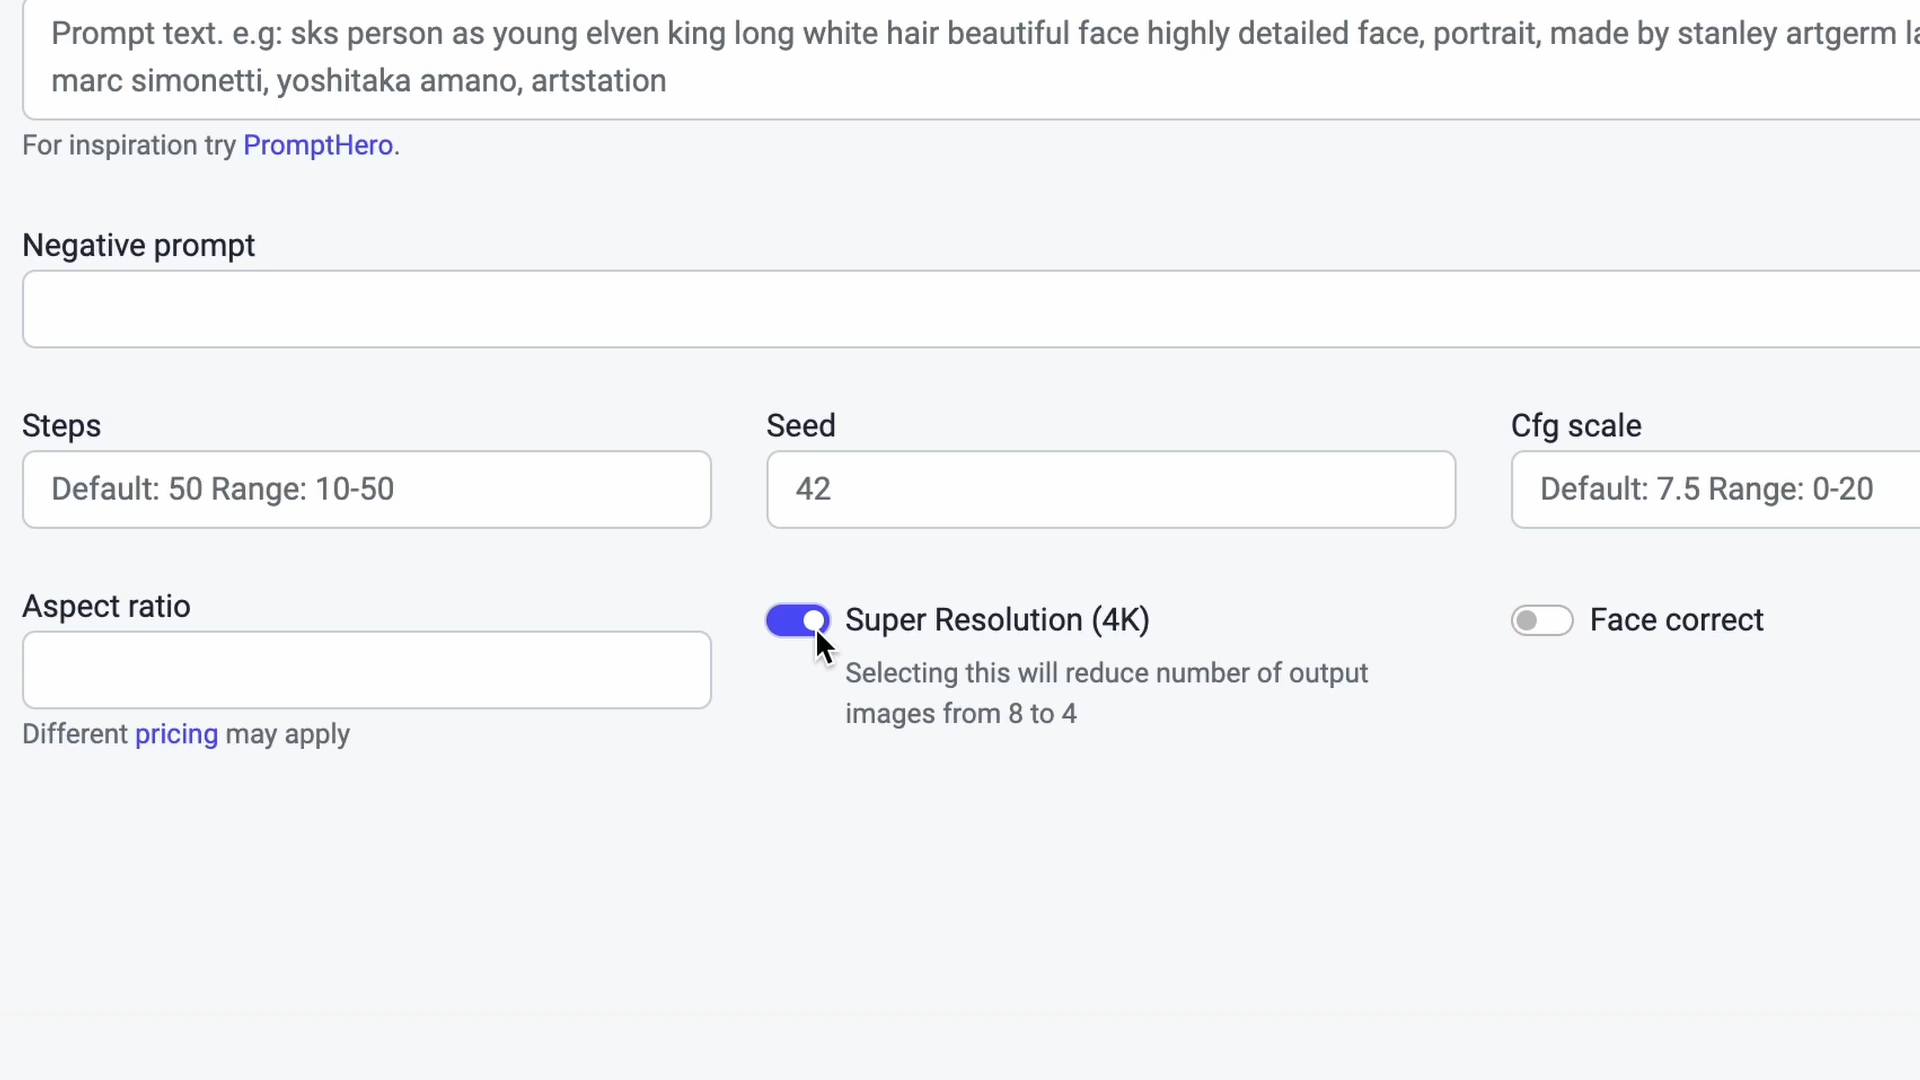 Prompt text. e.g: sks person as young elven king long white hair beautiful face highly detailed face, portrait, made by stanley artgerm
marc simonetti, yoshitaka amano, artstation
For inspiration try PromptHero.
Negative prompt
Steps
Seed
Cfg scale
Default: 50 Range: 10-50
42
Default: 7.5 Range: 0-20
Aspect ratio
Super Resolution (4K)
Face correct
Selecting this will reduce number of output
images from 8 to 4
Different pricing may apply